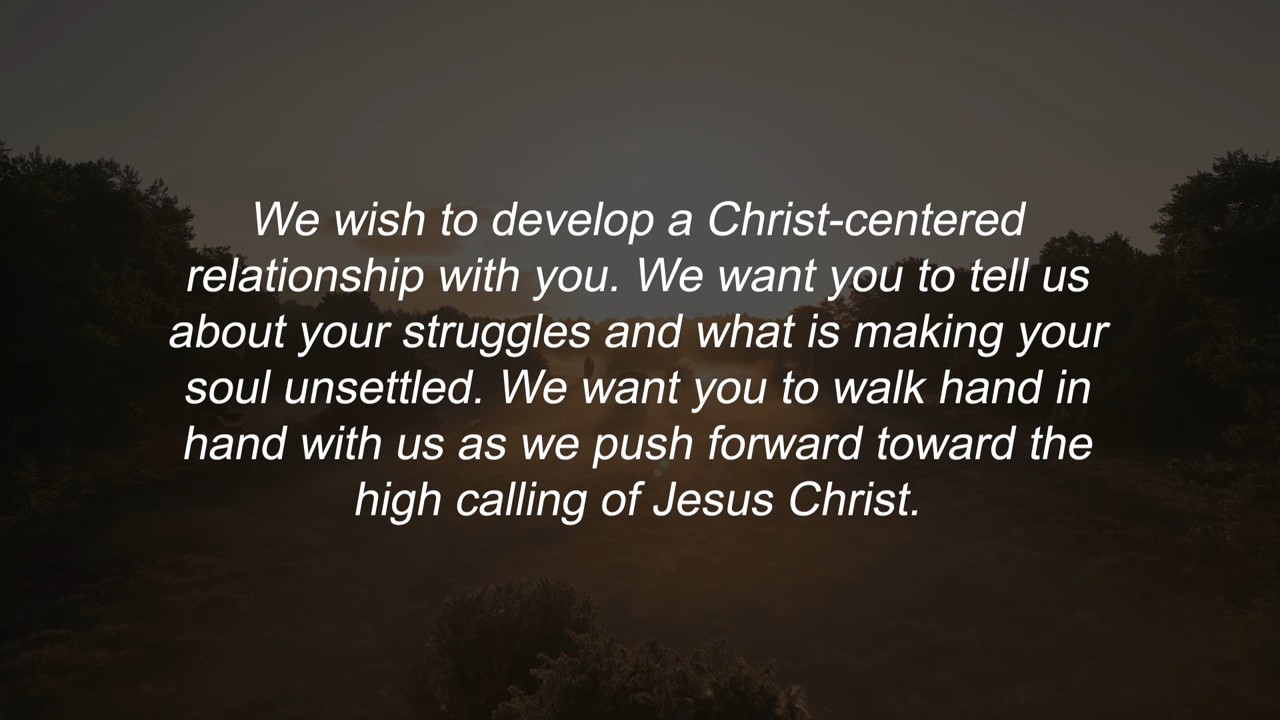 We wish to develop a Christ-centered
relationship with you. We want you to tell us
about your struggles and what is making your
soul unsettled. We want you to walk hand in
hand with us as we push forward toward the
high calling of Jesus Christ.